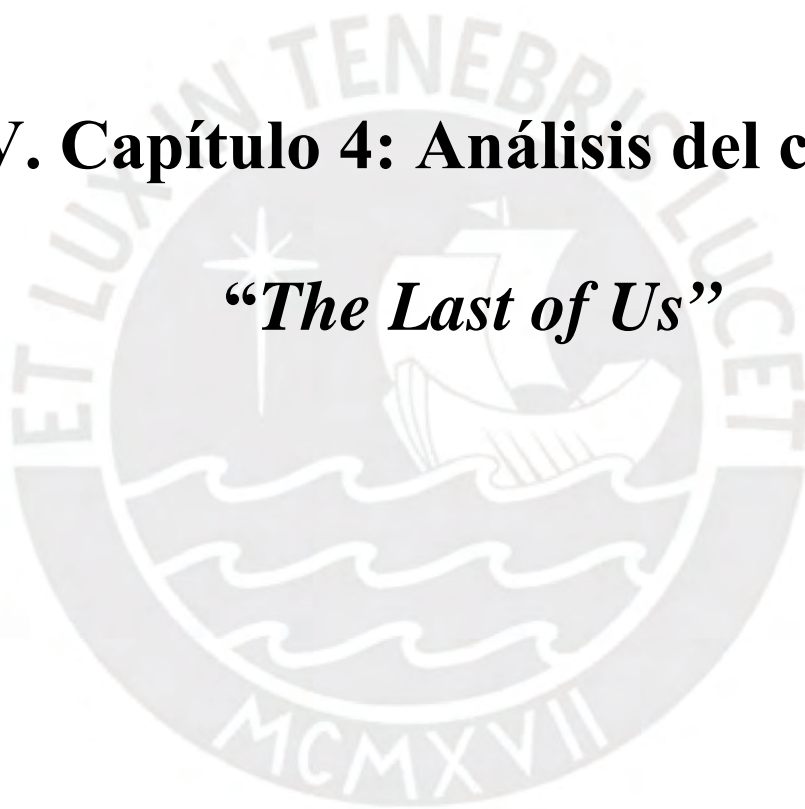 V. Capítulo 4: Análisis del c
“The Last of Us”
ET LUX IN TENEBRIS LUCET
MCMXVII